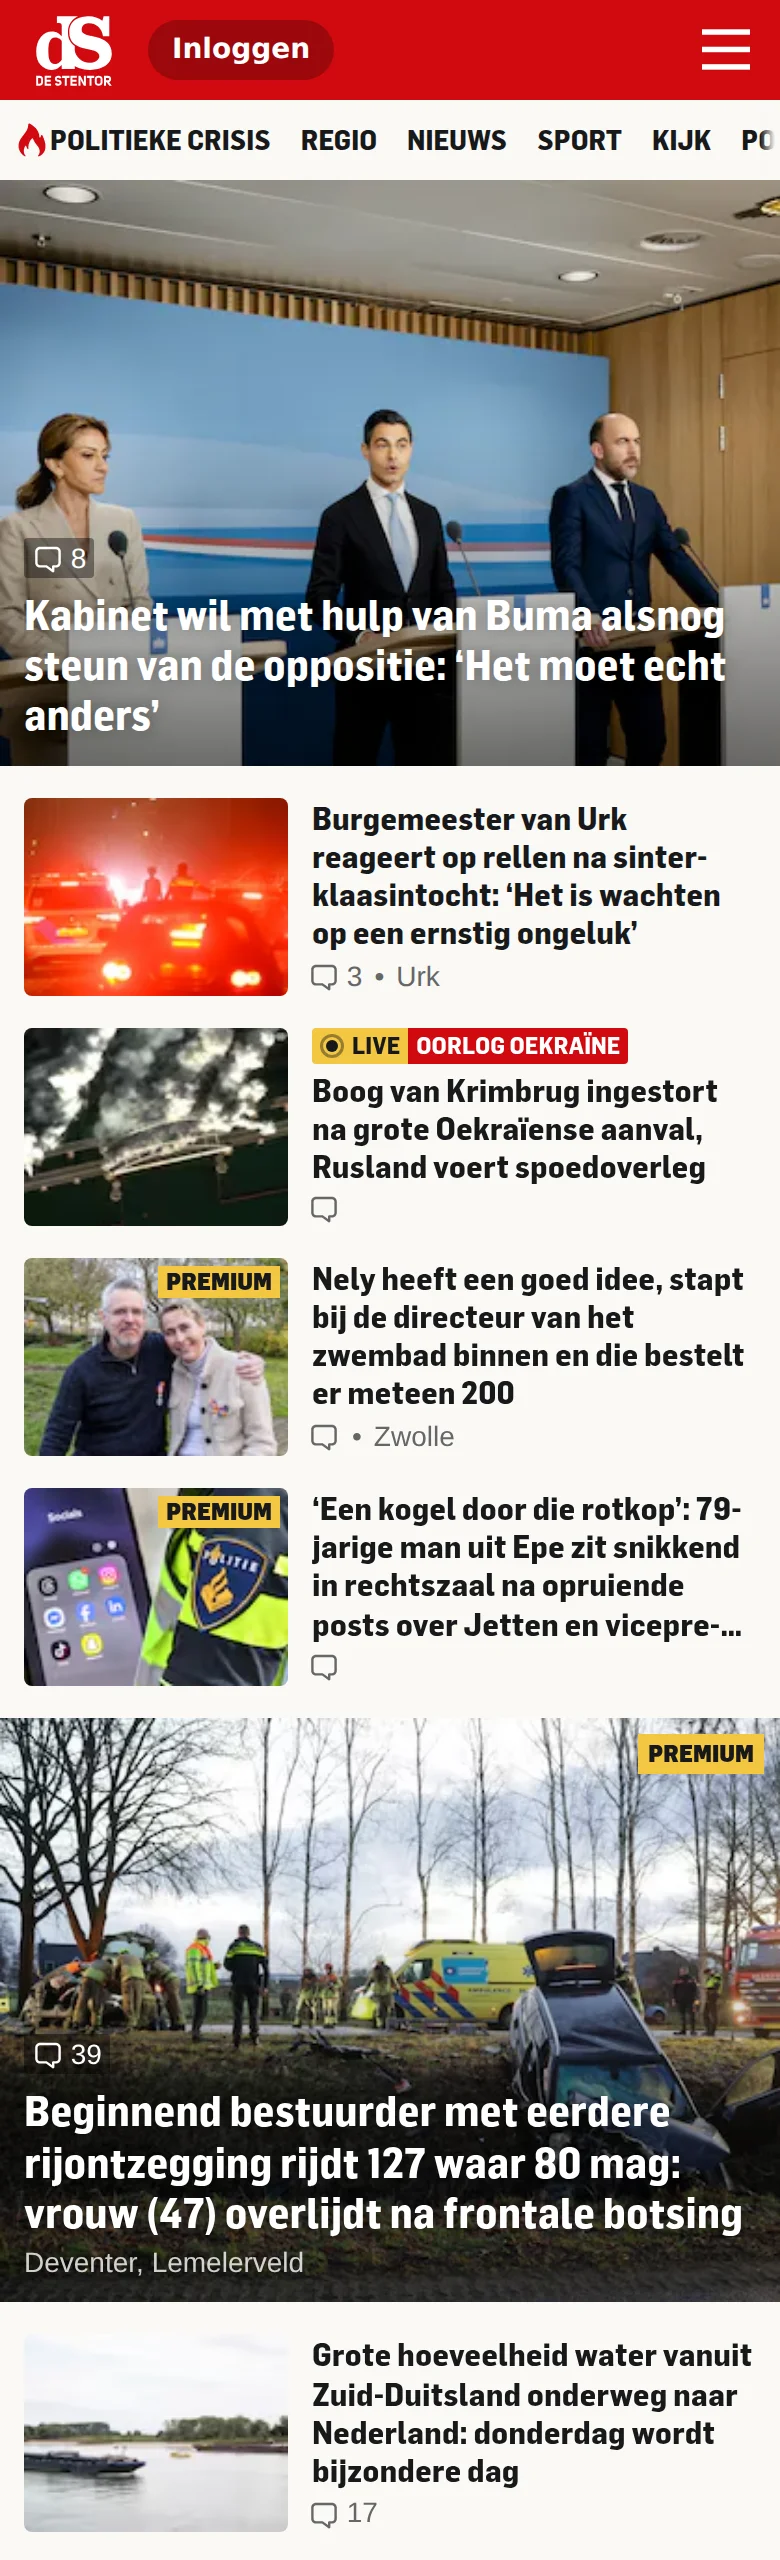 dS
DE STENTOR
Inloggen
POLITIEKE CRISIS REGIO NIEUWS SPORT KIJK PO
8
Kabinet wil met hulp van Buma alsnog
steun van de oppositie: ‘Het moet echt
anders’
Burgemeester van Urk
reageert op rellen na sinter-
klaasintocht: ‘Het is wachten
op een ernstig ongeluk’
3 • Urk
LIVE OORLOG OEKRAÏNE
Boog van Krimbrug ingestort
na grote Oekraïense aanval,
Rusland voert spoedoverleg
PREMIUM
Nely heeft een goed idee, stapt
bij de directeur van het
zwembad binnen en die bestelt
er meteen 200
• Zwolle
Socials
PREMIUM
POLITIE
‘Een kogel door die rotkop’: 79-
jarige man uit Epe zit snikkend
in rechtszaal na opruiende
posts over Jetten en vicepre-...
PREMIUM
AMBULANCE
39
Beginnend bestuurder met eerdere
rijontzegging rijdt 127 waar 80 mag:
vrouw (47) overlijdt na frontale botsing
Deventer, Lemelerveld
Grote hoeveelheid water vanuit
Zuid-Duitsland onderweg naar
Nederland: donderdag wordt
bijzondere dag
17